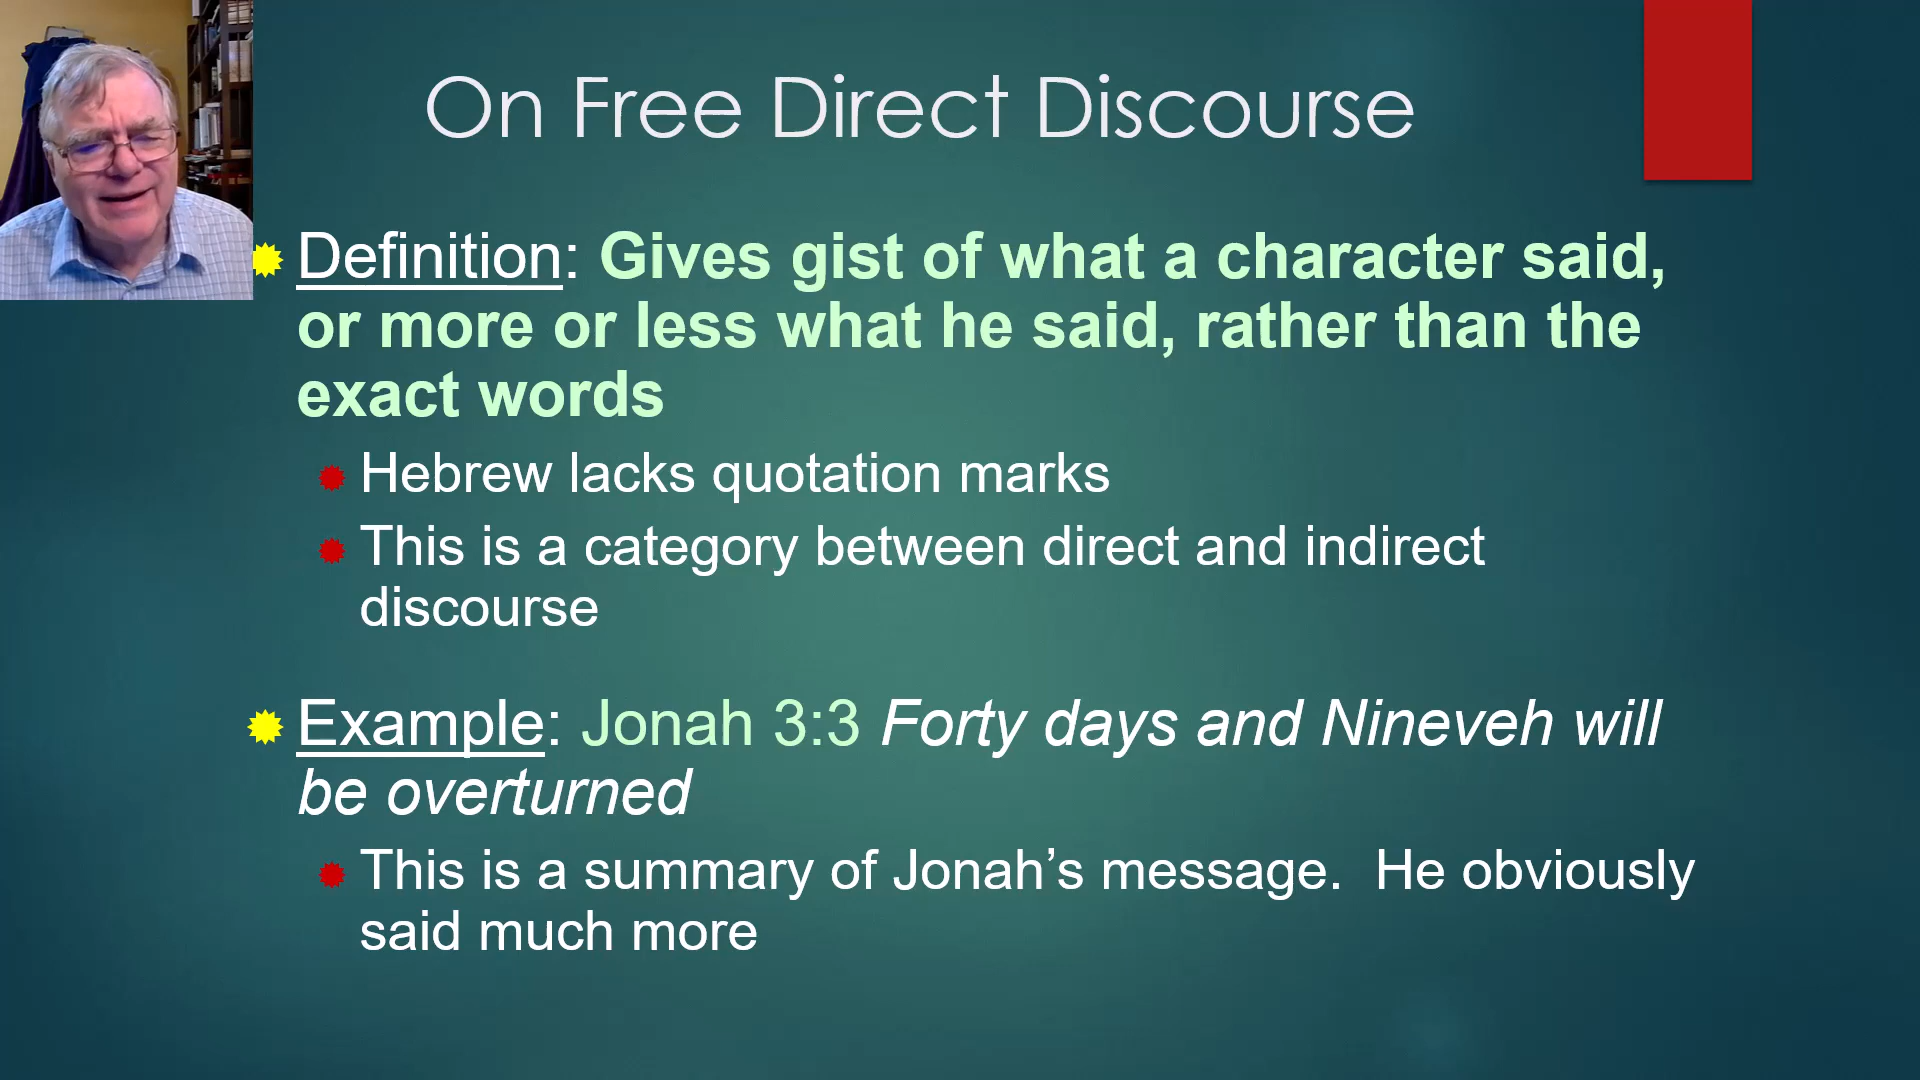 On Free Direct Discourse
Definition: Gives gist of what a character said,
or more or less what he said, rather than the
exact words
Hebrew lacks quotation marks
This is a category between direct and indirect
discourse
Example: Jonah 3:3 Forty days and Nineveh will
be overturned
This is a summary of Jonah’s message.  He obviously
said much more